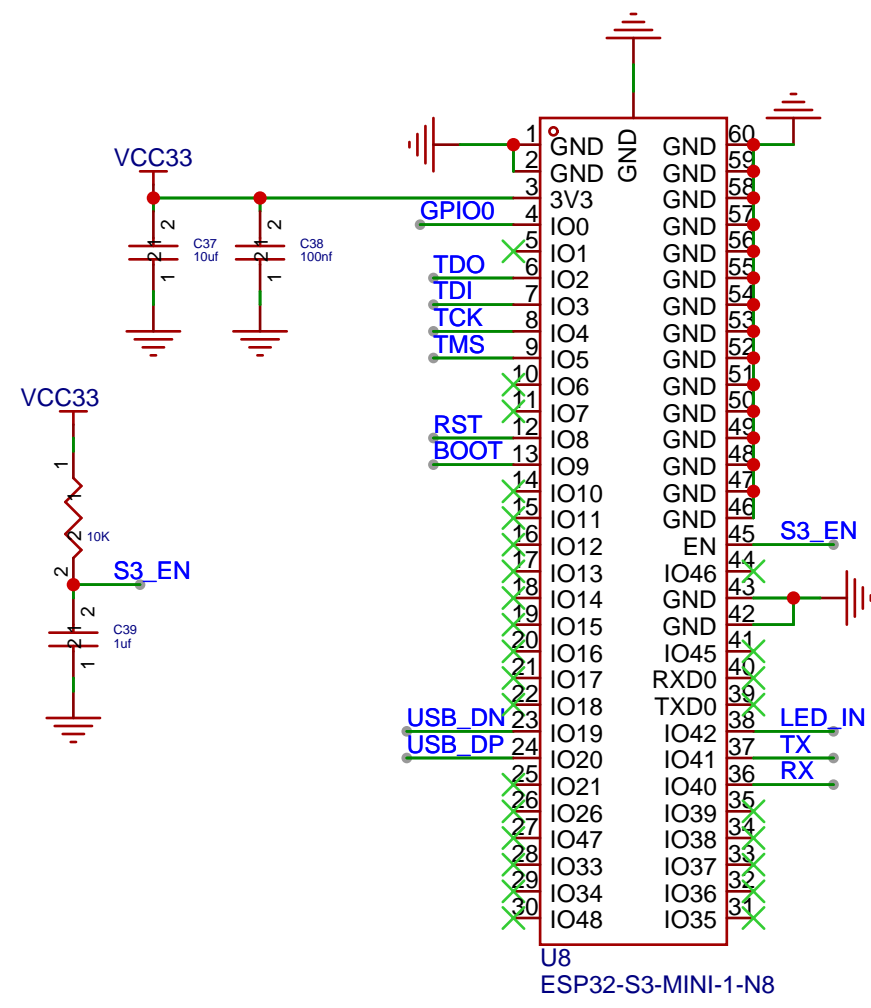 VCC33
C37
10uf
2
1
2
1
C38
100nf
2
1
2
1
VCC33
1
1
2
2
10K
S3_EN
C39
1uf
2
1
2
1
GND
1 GND GND 60
2 GND GND 59
3 3V3 GND 58
GPIO0 4 IO0 GND 57
5 IO1 GND 56
TDO 6 IO2 GND 55
TDI 7 IO3 GND 54
TCK 8 IO4 GND 53
TMS 9 IO5 GND 52
10 IO6 GND 51
11 IO7 GND 50
RST 12 IO8 GND 49
BOOT 13 IO9 GND 48
14 IO10 GND 47
15 IO11 GND 46
16 IO12 EN 45 S3_EN
17 IO13 IO46 44
18 IO14 GND 43
19 IO15 GND 42
20 IO16 IO45 41
21 IO17 RXD0 40
22 IO18 TXD0 39
USB_DN 23 IO19 IO42 38 LED_IN
USB_DP 24 IO20 IO41 37 TX
25 IO21 IO40 36 RX
26 IO26 IO39 35
27 IO47 IO38 34
28 IO33 IO37 33
29 IO34 IO36 32
30 IO48 IO35 31
U8
ESP32-S3-MINI-1-N8